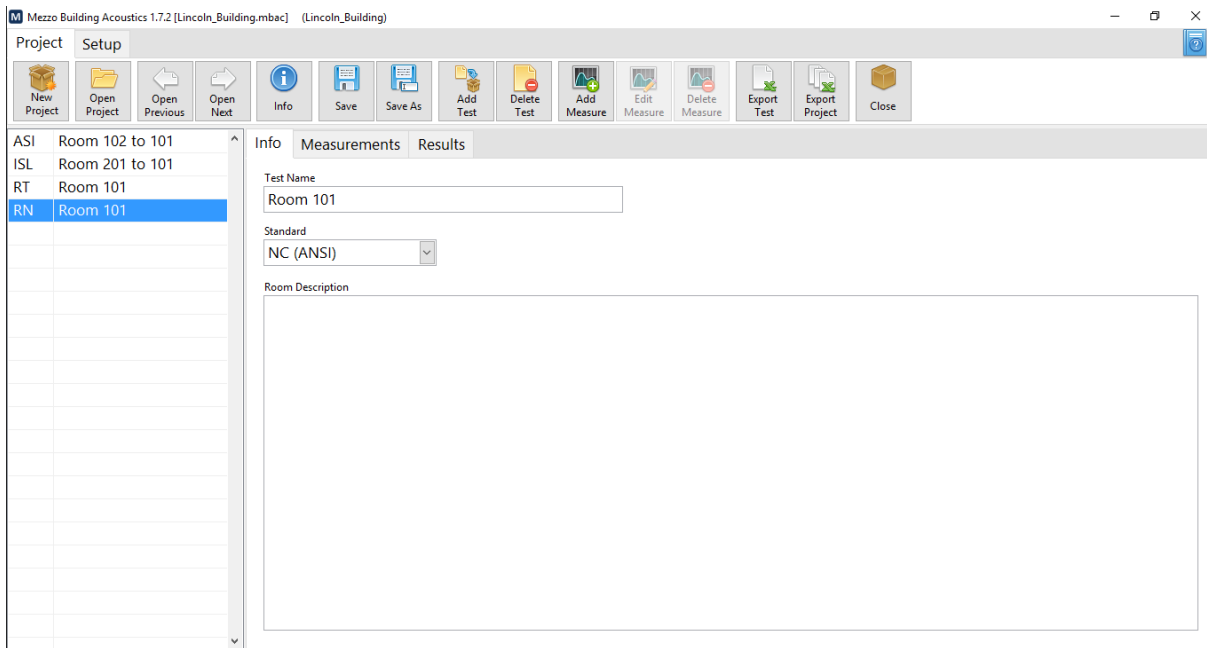 M Mezzo Building Acoustics 1.7.2 [Lincoln_Building.mbac] (Lincoln_Building)
Project Setup
New Project
Open Project
Open Previous
Open Next
Info
Save
Save As
Add Test
Delete Test
Add Measure
Edit Measure
Delete Measure
Export Test
Export Project
Close
ASI Room 102 to 101
ISL Room 201 to 101
RT Room 101
RN Room 101
Info Measurements Results
Test Name
Room 101
Standard
NC (ANSI)
Room Description